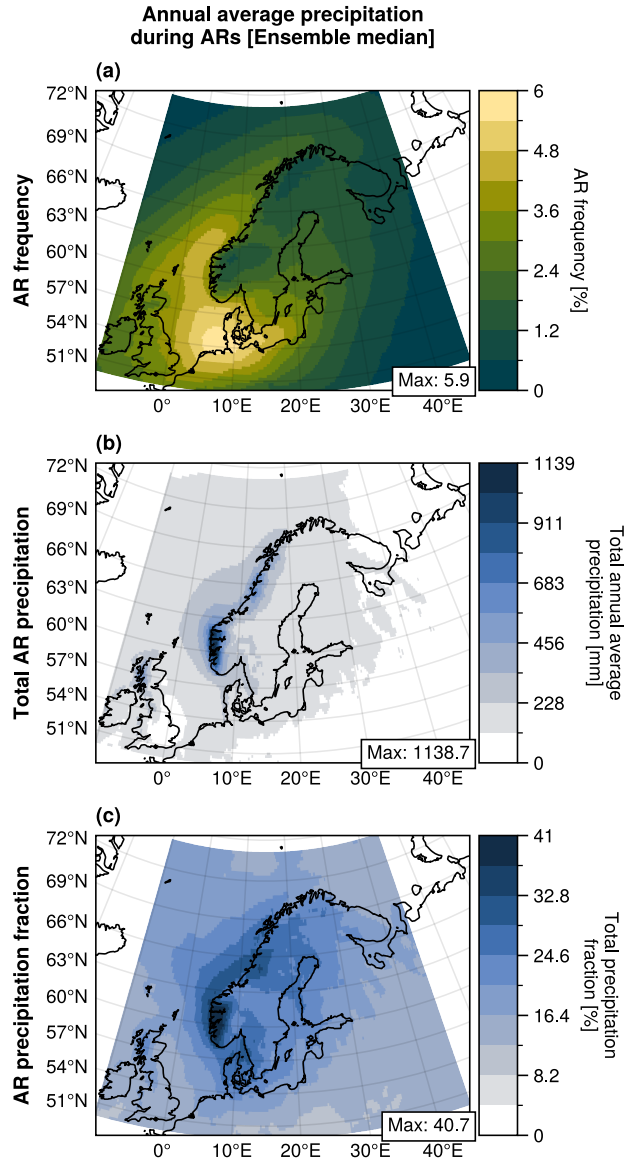 Annual average precipitation
during ARs [Ensemble median]
(a)
72°N
69°N
66°N
63°N
60°N
57°N
54°N
51°N
AR frequency
0°
10°E
20°E
30°E
40°E
Max: 5.9
6
4.8
3.6
2.4
1.2
0
AR frequency [%]
(b)
72°N
69°N
66°N
63°N
60°N
57°N
54°N
51°N
Total AR precipitation
0°
10°E
20°E
30°E
40°E
Max: 1138.7
1139
911
683
456
228
0
Total annual average
precipitation [mm]
(c)
72°N
69°N
66°N
63°N
60°N
57°N
54°N
51°N
AR precipitation fraction
0°
10°E
20°E
30°E
40°E
Max: 40.7
41
32.8
24.6
16.4
8.2
0
Total precipitation
fraction [%]